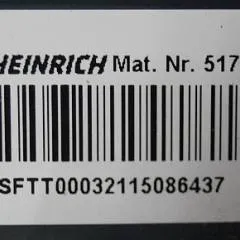 HEINRICH Mat. Nr. 517
SFTT00032115086437